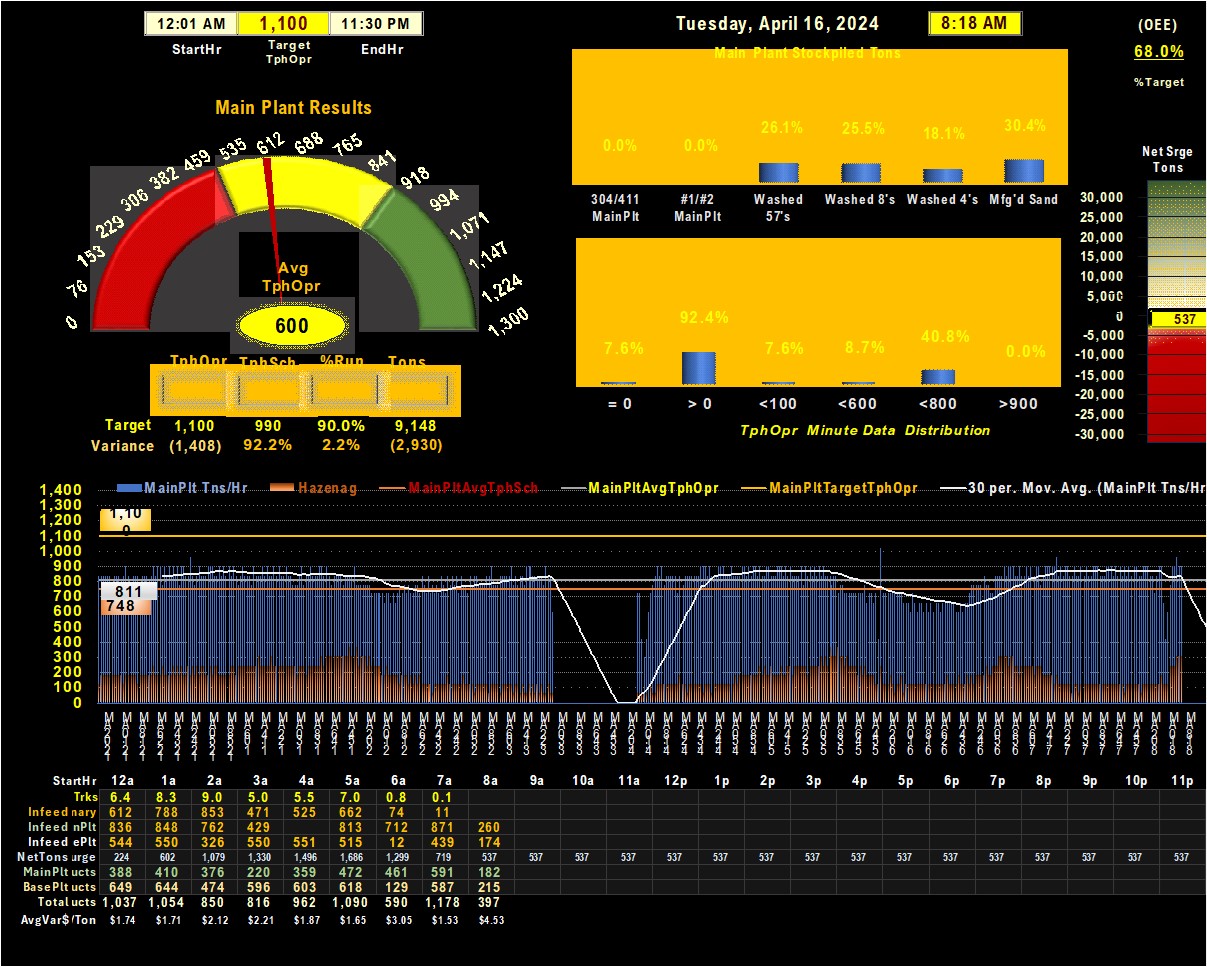 12:01 AM 1,100 11:30 PM
StartHr Target TphOpr EndHr
Tuesday, April 16, 2024 8:18 AM
(OEE)
68.0%
%Target
Main Plant Stockpiled Tons
0.0% 0.0% 26.1% 25.5% 18.1% 30.4%
304/411 MainPlt #1/#2 MainPlt Washed 57's Washed 8's Washed 4's Mfg'd Sand
Main Plant Results
0 76 153 229 306 382 459 535 612 688 765 841 918 994 1,071 1,147 1,224 1,300
Avg
TphOpr
600
TphOpr TphSch %Run Tons
Target 1,100 990 90.0% 9,148
Variance (1,408) 92.2% 2.2% (2,930)
7.6% 92.4% 7.6% 8.7% 40.8% 0.0%
= 0 > 0 <100 <600 <800 >900
TphOpr Minute Data Distribution
Net Srge
Tons
30,000
25,000
20,000
15,000
10,000
5,000
0
537
-5,000
-10,000
-15,000
-20,000
-25,000
-30,000
MainPlt Tns/Hr Hazenag MainPltAvgTphSch MainPltAvgTphOpr MainPltTargetTphOpr 30 per. Mov. Avg. (MainPlt Tns/Hr
1,400
1,300
1,200
1,100
1,000
900
800
700
600
500
400
300
200
100
0
1,10
0
811
748
StartHr 12a 1a 2a 3a 4a 5a 6a 7a 8a 9a 10a 11a 12p 1p 2p 3p 4p 5p 6p 7p 8p 9p 10p 11p
Trks 6.4 8.3 9.0 5.0 5.5 7.0 0.8 0.1
Infeed nary 612 788 853 471 525 662 74 11
Infeed nPlt 836 848 762 429 813 712 871 260
Infeed ePlt 544 550 326 550 551 515 12 439 174
NetTons urge 224 602 1,079 1,330 1,496 1,686 1,299 719 537 537 537 537 537 537 537 537 537 537 537 537 537 537 537 537
MainPlt ucts 388 410 376 220 359 472 461 591 182
BasePlt ucts 649 644 474 596 603 618 129 587 215
Total ucts 1,037 1,054 850 816 962 1,090 590 1,178 397
AvgVar$/Ton $1.74 $1.71 $2.12 $2.21 $1.87 $1.65 $3.05 $1.53 $4.53